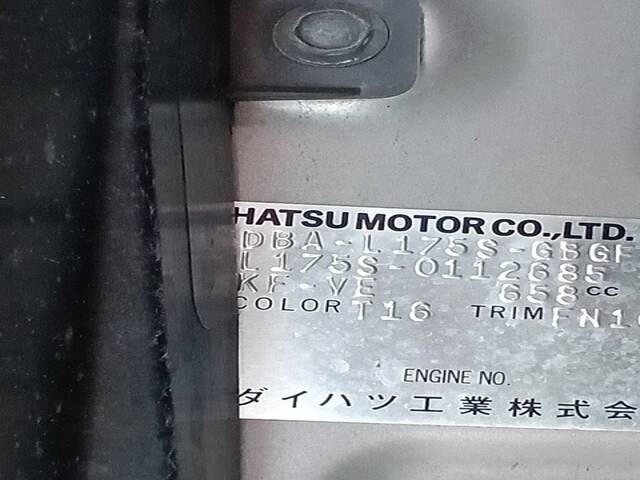 HATSU MOTOR CO.,LTD.
DBA-L175S-GBGF
L175S-0112685
KF-VE 658CC
COLOR T16 TRIM FN1
ENGINE NO.
ダイハツ工業株式会